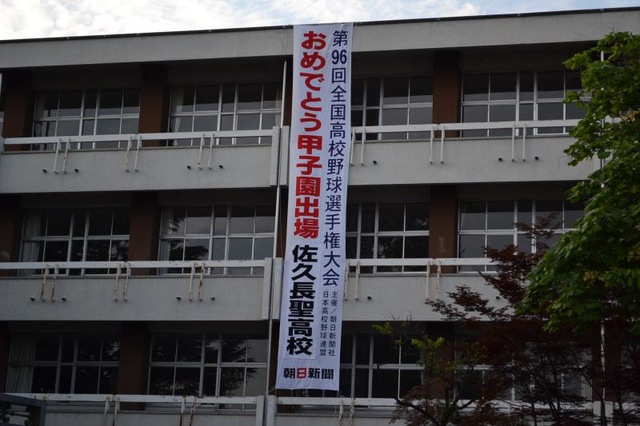 第96回全国高校野球選手権大会
おめでとう甲子園出場
佐久長聖高校
主催／朝日新聞社
日本高校野球連盟
朝日新聞